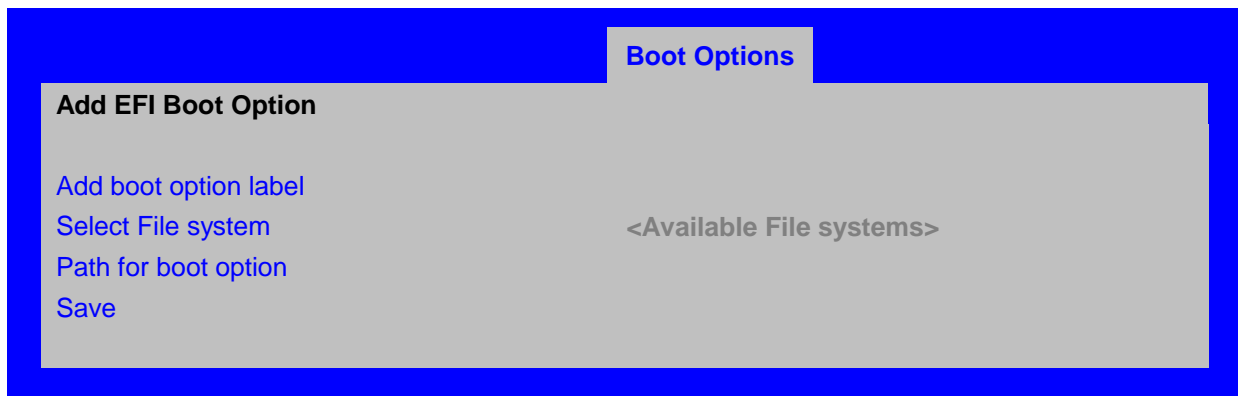 Boot Options
Add EFI Boot Option
Add boot option label
Select File system <Available File systems>
Path for boot option
Save